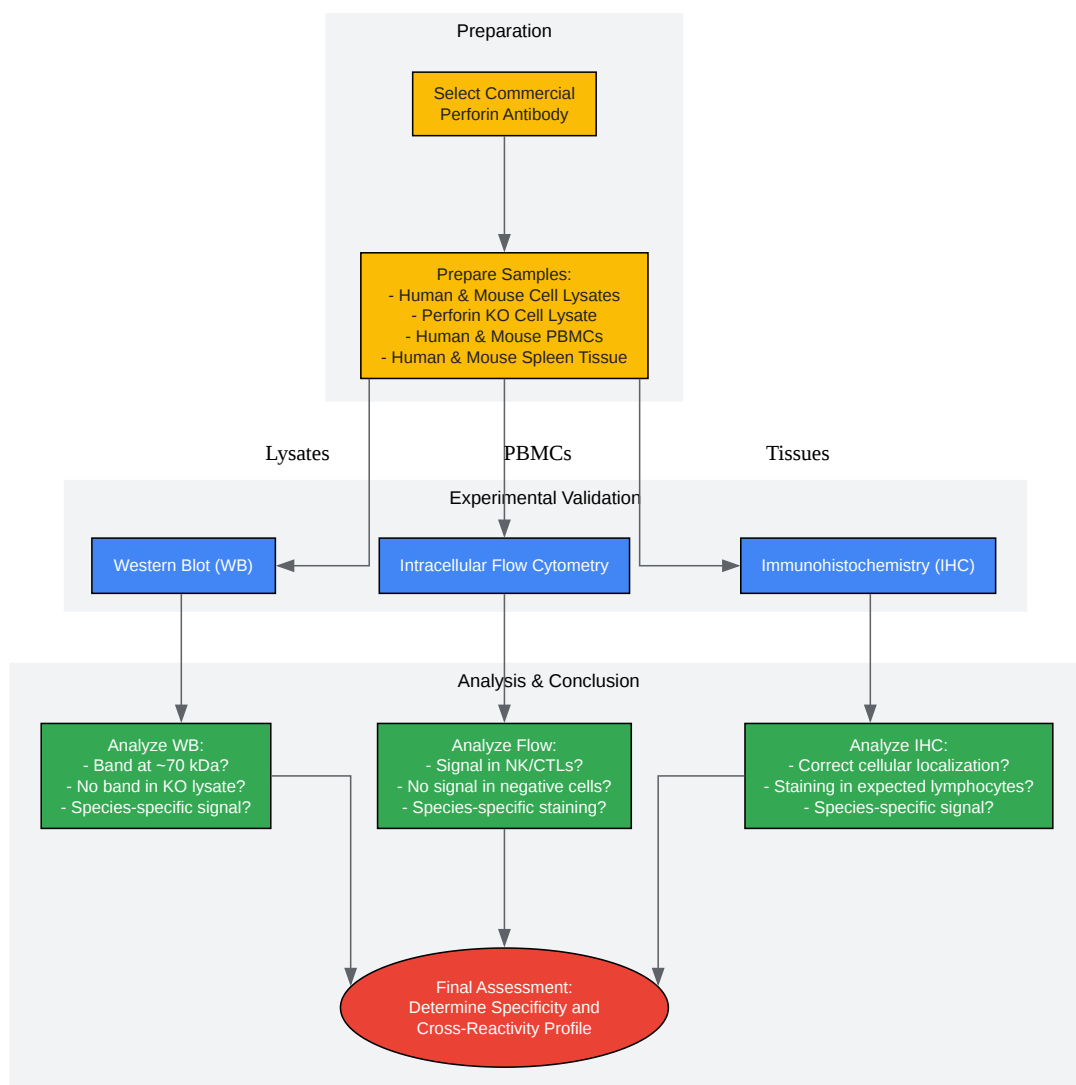 Preparation
Select Commercial
Perforin Antibody
Prepare Samples:
- Human & Mouse Cell Lysates
- Perforin KO Cell Lysate
- Human & Mouse PBMCs
- Human & Mouse Spleen Tissue
Lysates
PBMCs
Tissues
Experimental Validation
Western Blot (WB)
Intracellular Flow Cytometry
Immunohistochemistry (IHC)
Analysis & Conclusion
Analyze WB:
- Band at ~70 kDa?
- No band in KO lysate?
- Species-specific signal?
Analyze Flow:
- Signal in NK/CTLs?
- No signal in negative cells?
- Species-specific staining?
Analyze IHC:
- Correct cellular localization?
- Staining in expected lymphocytes?
- Species-specific signal?
Final Assessment:
Determine Specificity and
Cross-Reactivity Profile